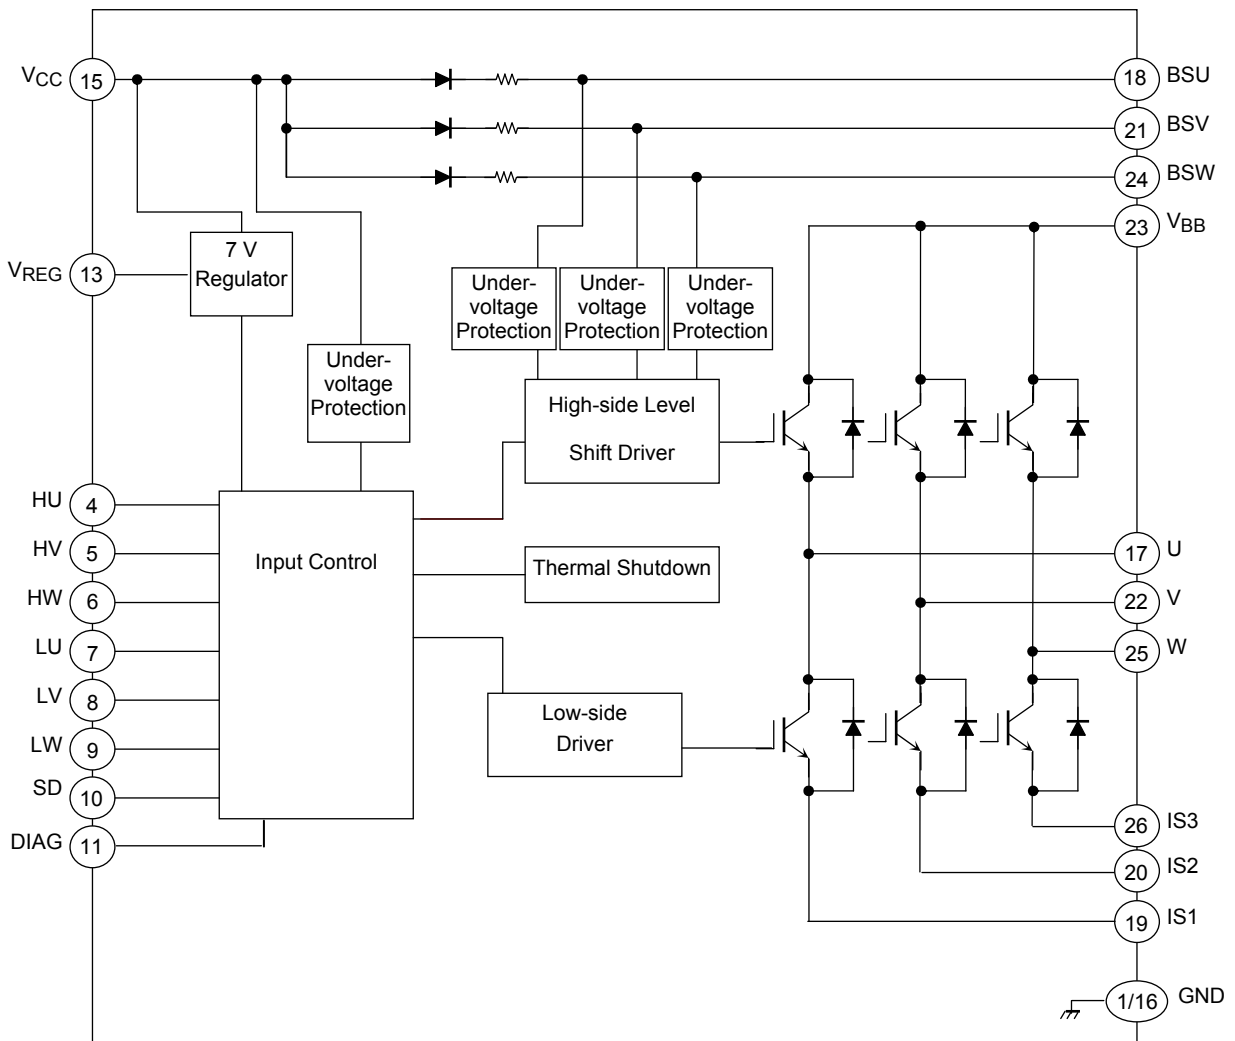 VCC 15
18 BSU
21 BSV
24 BSW
23 VBB
VREG 13
7 V
Regulator
Under-
voltage
Protection
Under-
voltage
Protection
Under-
voltage
Protection
Under-
voltage
Protection
High-side Level
Shift Driver
HU 4
HV 5
HW 6
LU 7
LV 8
LW 9
SD 10
DIAG 11
Input Control
Thermal Shutdown
Low-side
Driver
17 U
22 V
25 W
26 IS3
20 IS2
19 IS1
1/16 GND